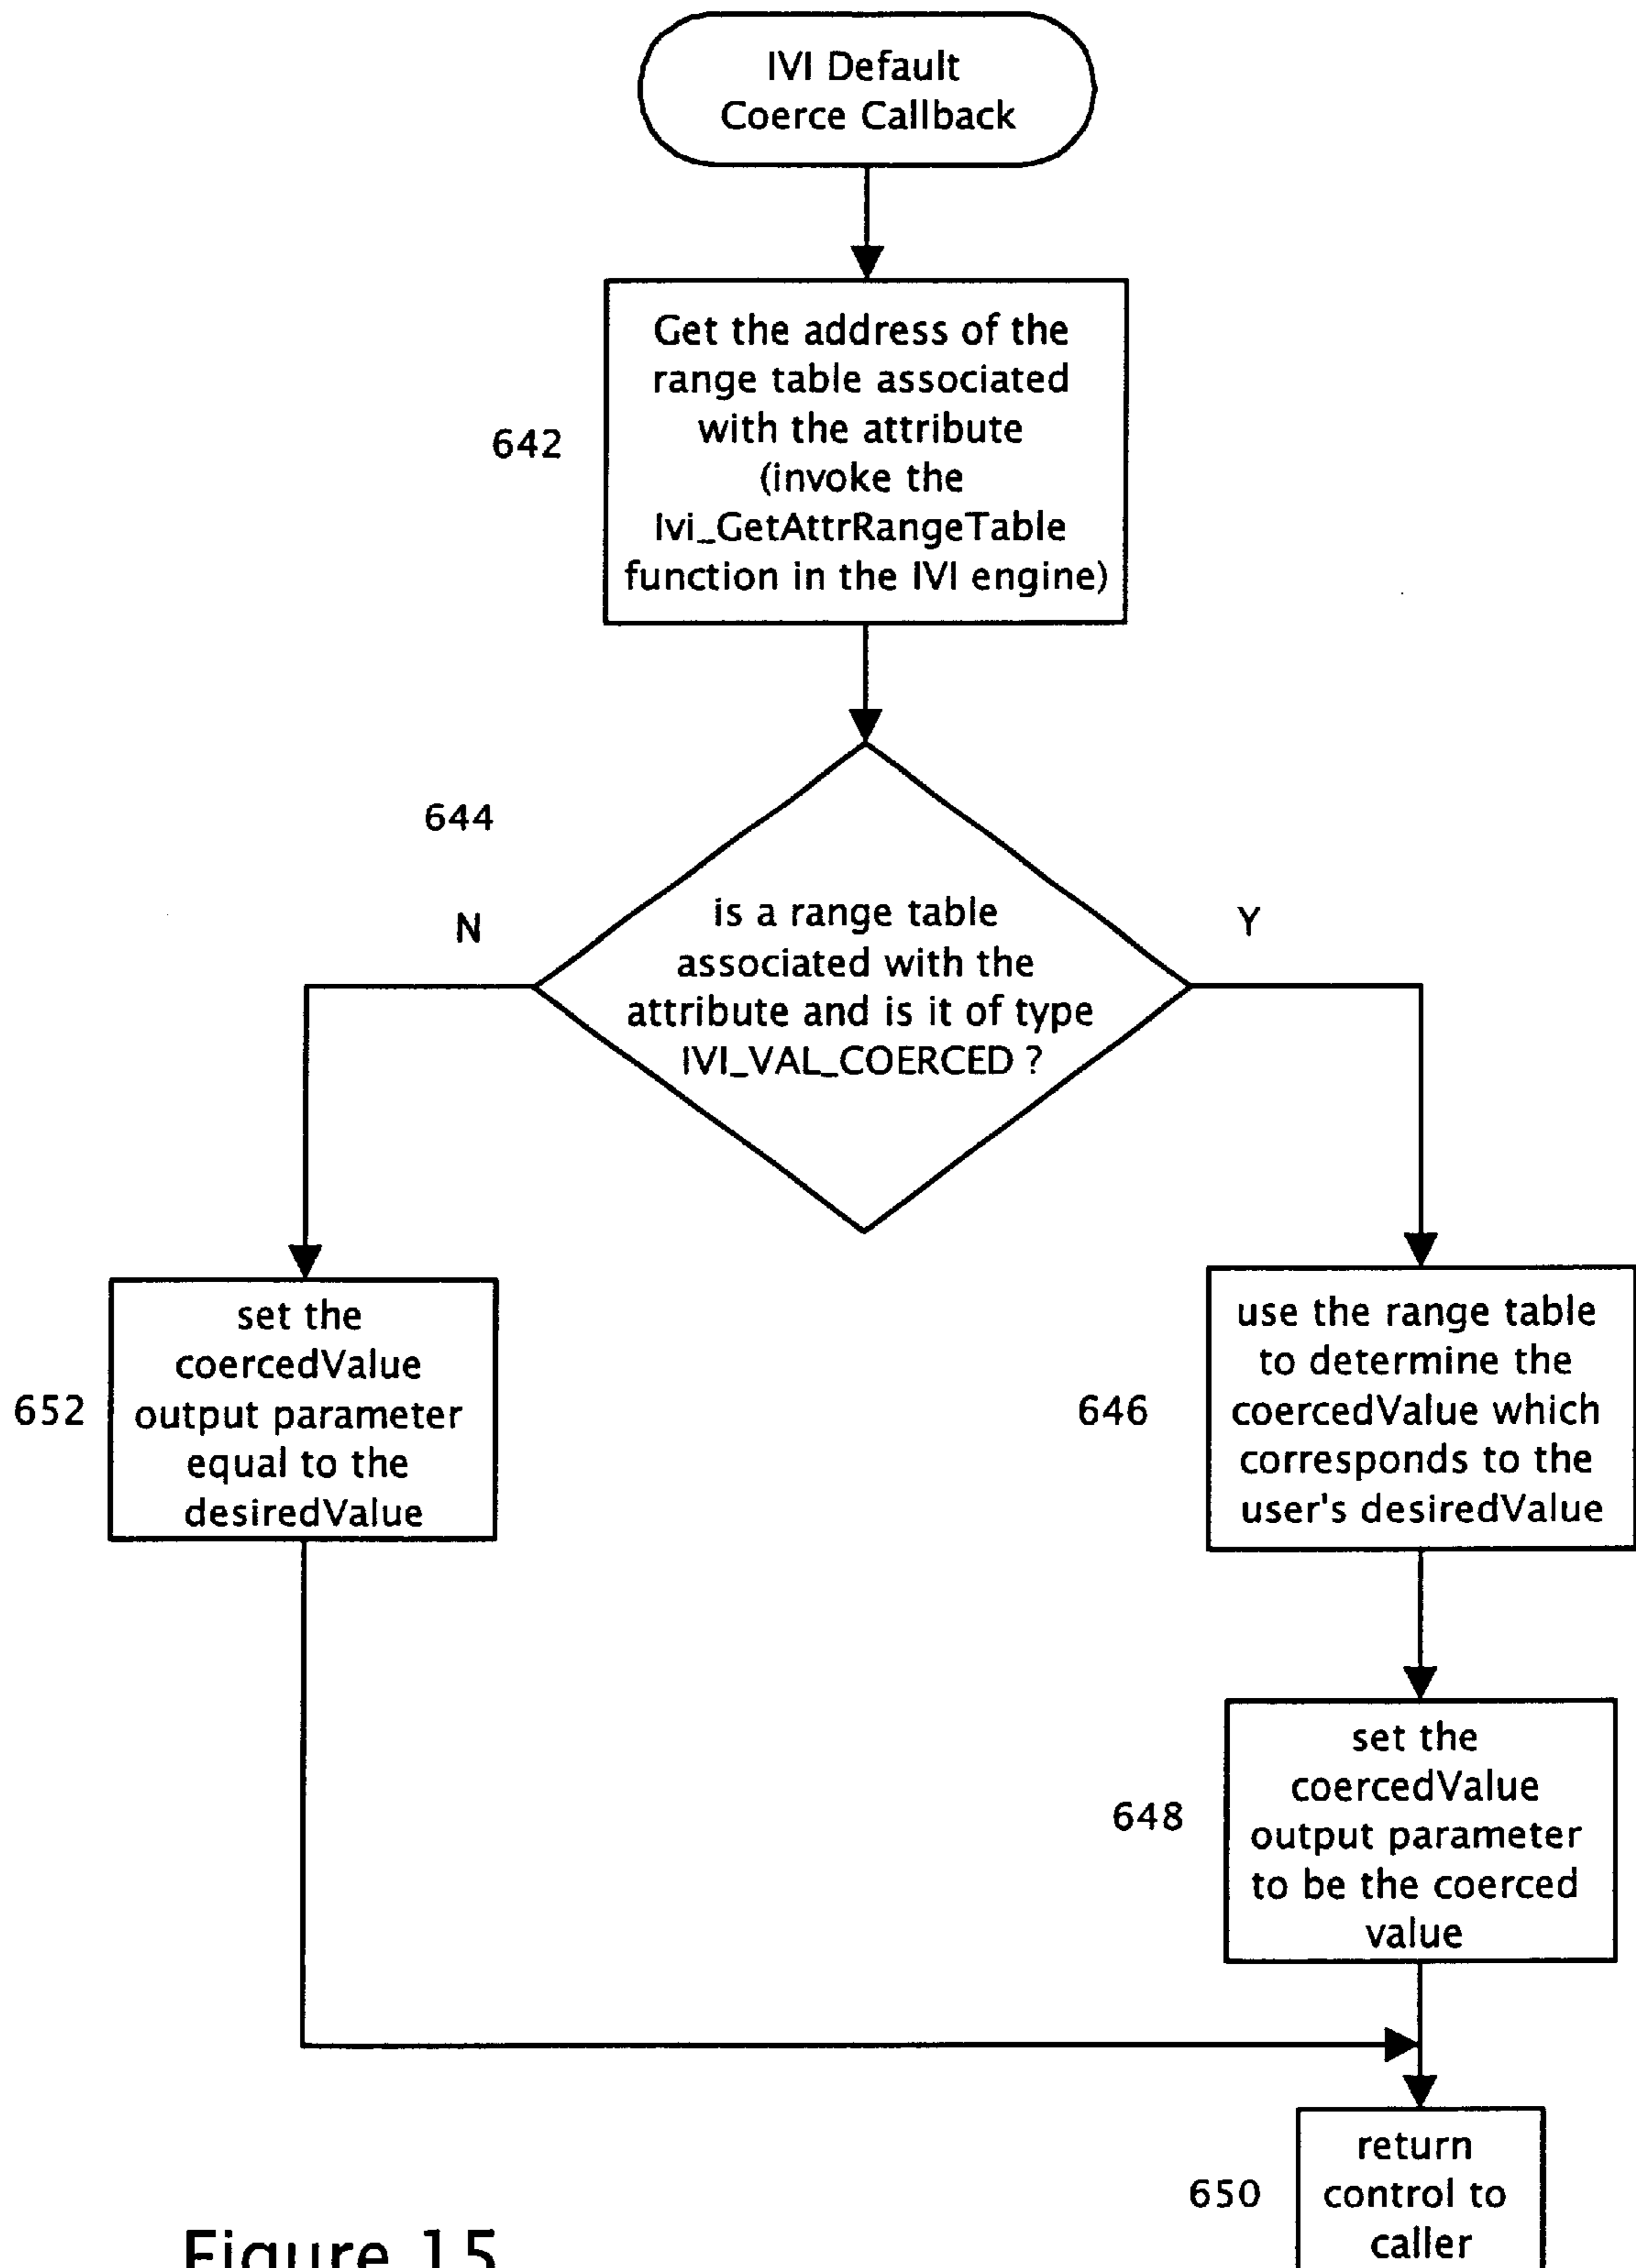 IVI Default
Coerce Callback
Get the address of the
range table associated
with the attribute
(invoke the
Ivi_GetAttrRangeTable
function in the IVI engine)
642
644
N
Y
is a range table
associated with the
attribute and is it of type
IVI_VAL_COERCED ?
set the
coercedValue
output parameter
equal to the
desiredValue
652
use the range table
to determine the
coercedValue which
corresponds to the
user's desiredValue
646
set the
coercedValue
output parameter
to be the coerced
value
648
return
control to
caller
650
Figure 15